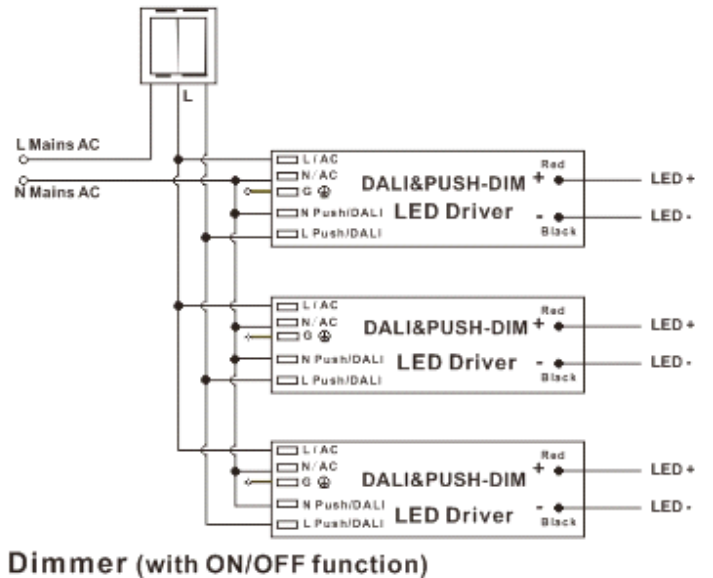 L
L Mains AC
N Mains AC
L / AC
N/ AC
G
N Push/DALI
L Push/DALI
DALI&PUSH-DIM
LED Driver
Red
+
-
Black
LED +
LED -
L / AC
N/ AC
G
N Push/DALI
L Push/DALI
DALI&PUSH-DIM
LED Driver
Red
+
-
Black
LED +
LED -
L / AC
N/ AC
G
N Push/DALI
L Push/DALI
DALI&PUSH-DIM
LED Driver
Red
+
-
Black
LED +
LED -
Dimmer (with ON/OFF function)